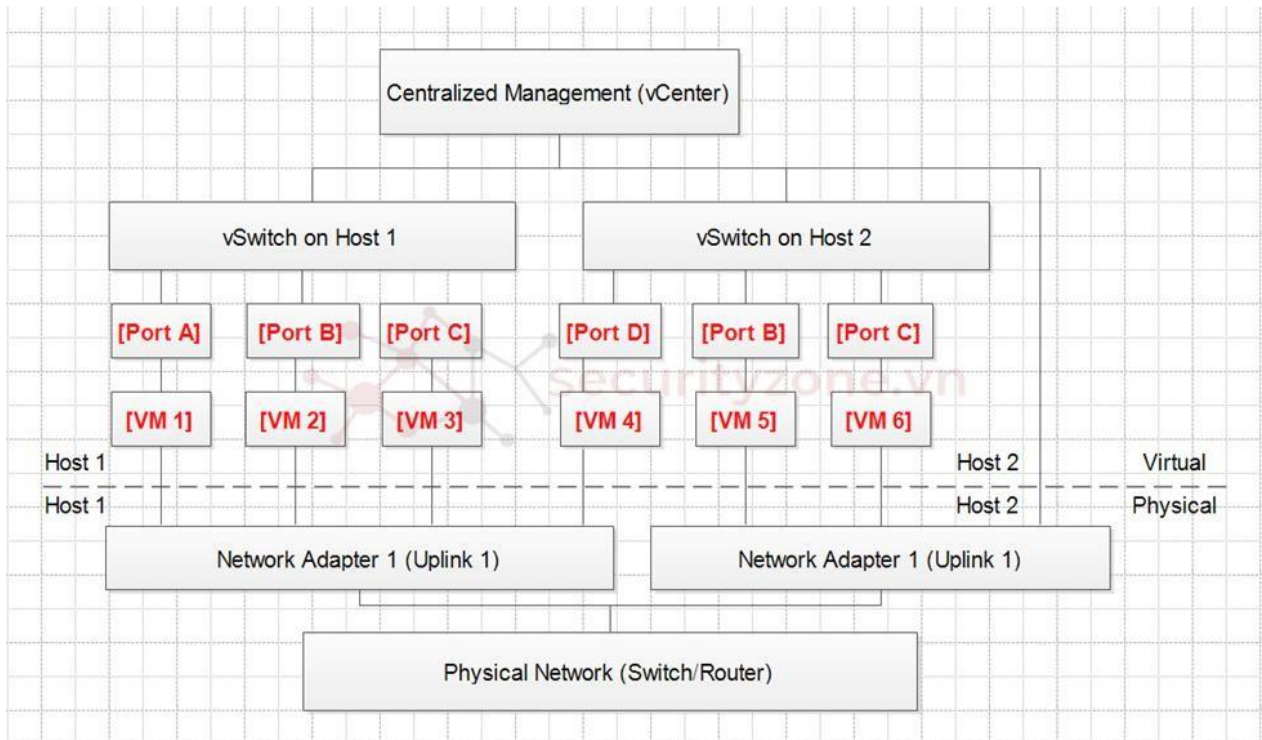 Centralized Management (vCenter)
vSwitch on Host 1
vSwitch on Host 2
[Port A]
[Port B]
[Port C]
[Port D]
[Port B]
[Port C]
securityzone.vn
[VM 1]
[VM 2]
[VM 3]
[VM 4]
[VM 5]
[VM 6]
Host 1
Host 2
Virtual
Host 1
Host 2
Physical
Network Adapter 1 (Uplink 1)
Network Adapter 1 (Uplink 1)
Physical Network (Switch/Router)